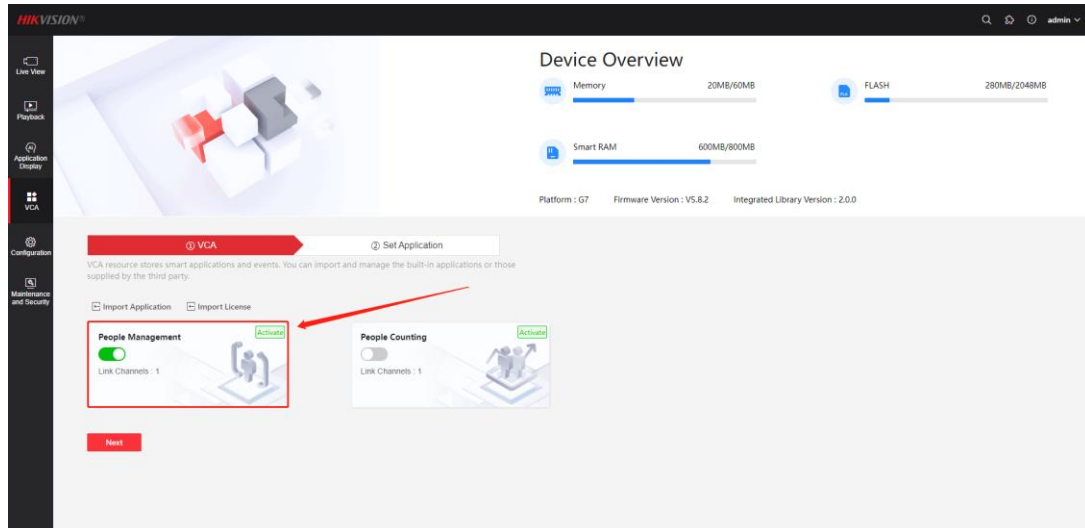 HIKVISION®
admin
Live View
Playback
Application
Display
VCA
Configuration
Maintenance
and Security
Device Overview
Memory 20MB/60MB
FLASH 280MB/2048MB
Smart RAM 600MB/800MB
Platform : G7 Firmware Version : V5.8.2 Integrated Library Version : 2.0.0
① VCA ② Set Application
VCA resource stores smart applications and events. You can import and manage the built-in applications or those
supplied by the third party.
Import Application Import License
People Management Activate
Link Channels : 1
People Counting Activate
Link Channels : 1
Next